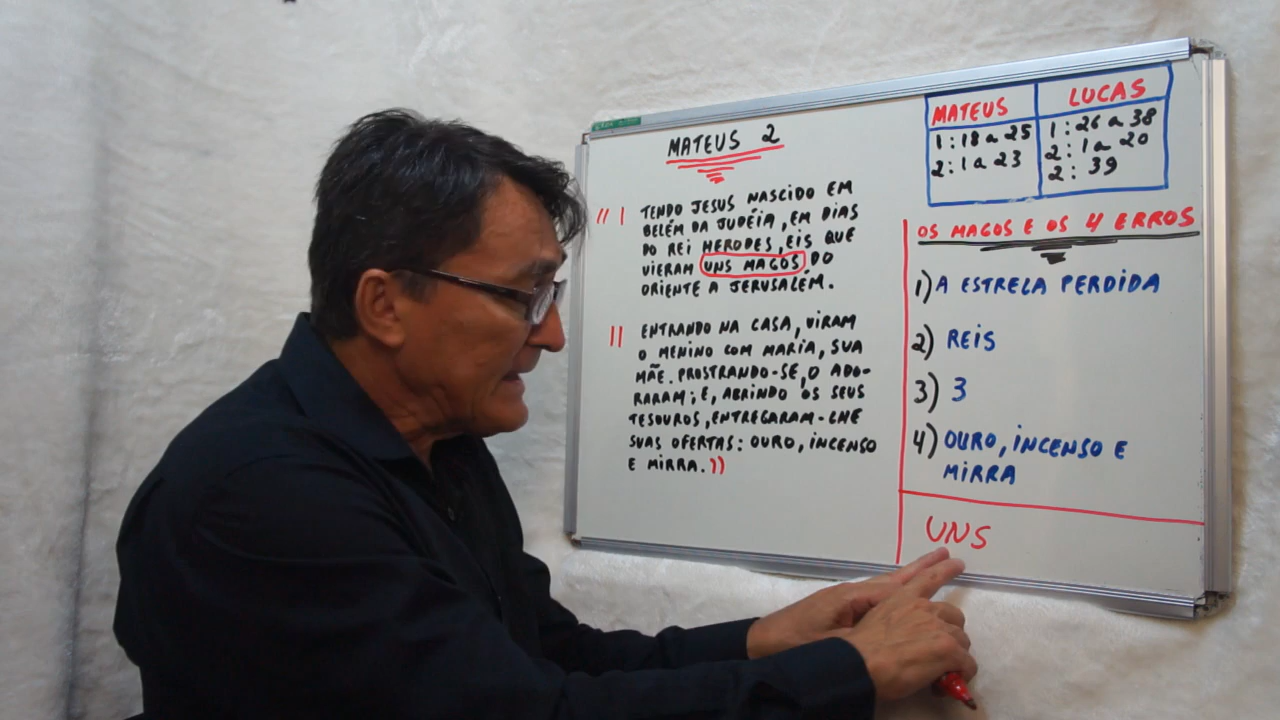 MATEUS 2
" 1 TENDO JESUS NASCIDO EM
BELÉM DA JUDÉIA, EM DIAS
DO REI HERODES, EIS QUE
VIERAM UNS MAGOS DO
ORIENTE A JERUSALÉM.
11 ENTRANDO NA CASA, VIRAM
O MENINO COM MARIA, SUA
MÃE. PROSTRANDO-SE, O ADO-
RARAM; E, ABRINDO OS SEUS
TESOUROS, ENTREGARAM-LHE
SUAS OFERTAS: OURO, INCENSO
E MIRRA. "
MATEUS LUCAS
1:18 a 25 1:26 a 38
2:1 a 23 2:1 a 20
2:39
OS MAGOS E OS 4 ERROS
1) A ESTRELA PERDIDA
2) REIS
3) 3
4) OURO, INCENSO E
MIRRA
UNS